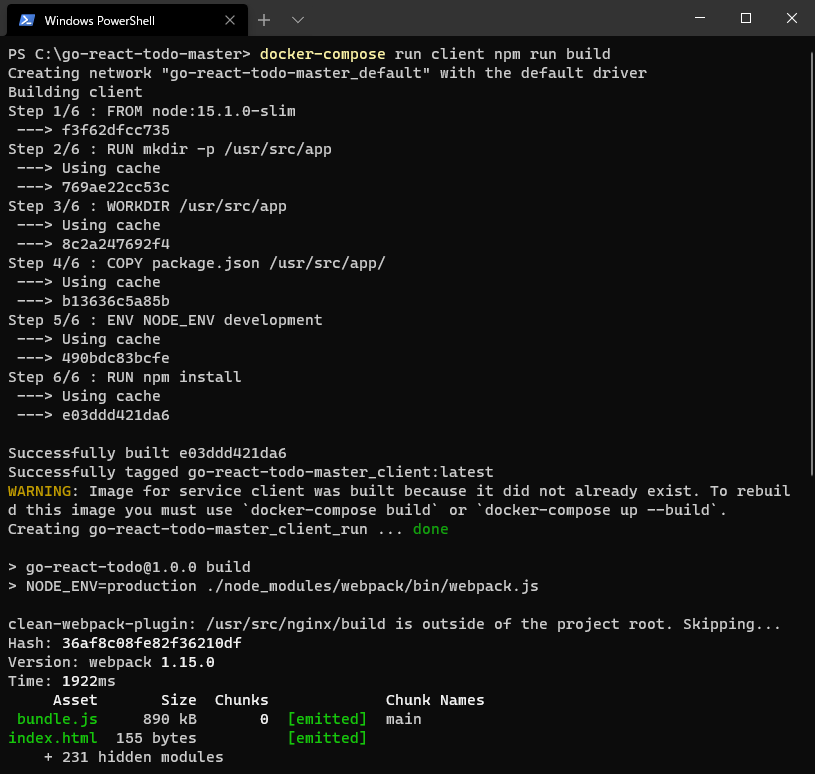 Windows PowerShell
PS C:\go-react-todo-master> docker-compose run client npm run build
Creating network "go-react-todo-master_default" with the default driver
Building client
Step 1/6 : FROM node:15.1.0-slim
 ---> f3f62dfcc735
Step 2/6 : RUN mkdir -p /usr/src/app
 ---> Using cache
 ---> 769ae22cc53c
Step 3/6 : WORKDIR /usr/src/app
 ---> Using cache
 ---> 8c2a247692f4
Step 4/6 : COPY package.json /usr/src/app/
 ---> Using cache
 ---> b13636c5a85b
Step 5/6 : ENV NODE_ENV development
 ---> Using cache
 ---> 490bdc83bcfe
Step 6/6 : RUN npm install
 ---> Using cache
 ---> e03ddd421da6
Successfully built e03ddd421da6
Successfully tagged go-react-todo-master_client:latest
WARNING: Image for service client was built because it did not already exist. To rebuil
d this image you must use `docker-compose build` or `docker-compose up --build`.
Creating go-react-todo-master_client_run ... done
> go-react-todo@1.0.0 build
> NODE_ENV=production ./node_modules/webpack/bin/webpack.js
clean-webpack-plugin: /usr/src/nginx/build is outside of the project root. Skipping...
Hash: 36af8c08fe82f36210df
Version: webpack 1.15.0
Time: 1922ms
     Asset       Size  Chunks             Chunk Names
 bundle.js     890 kB       0  [emitted]  main
index.html  155 bytes          [emitted]
    + 231 hidden modules